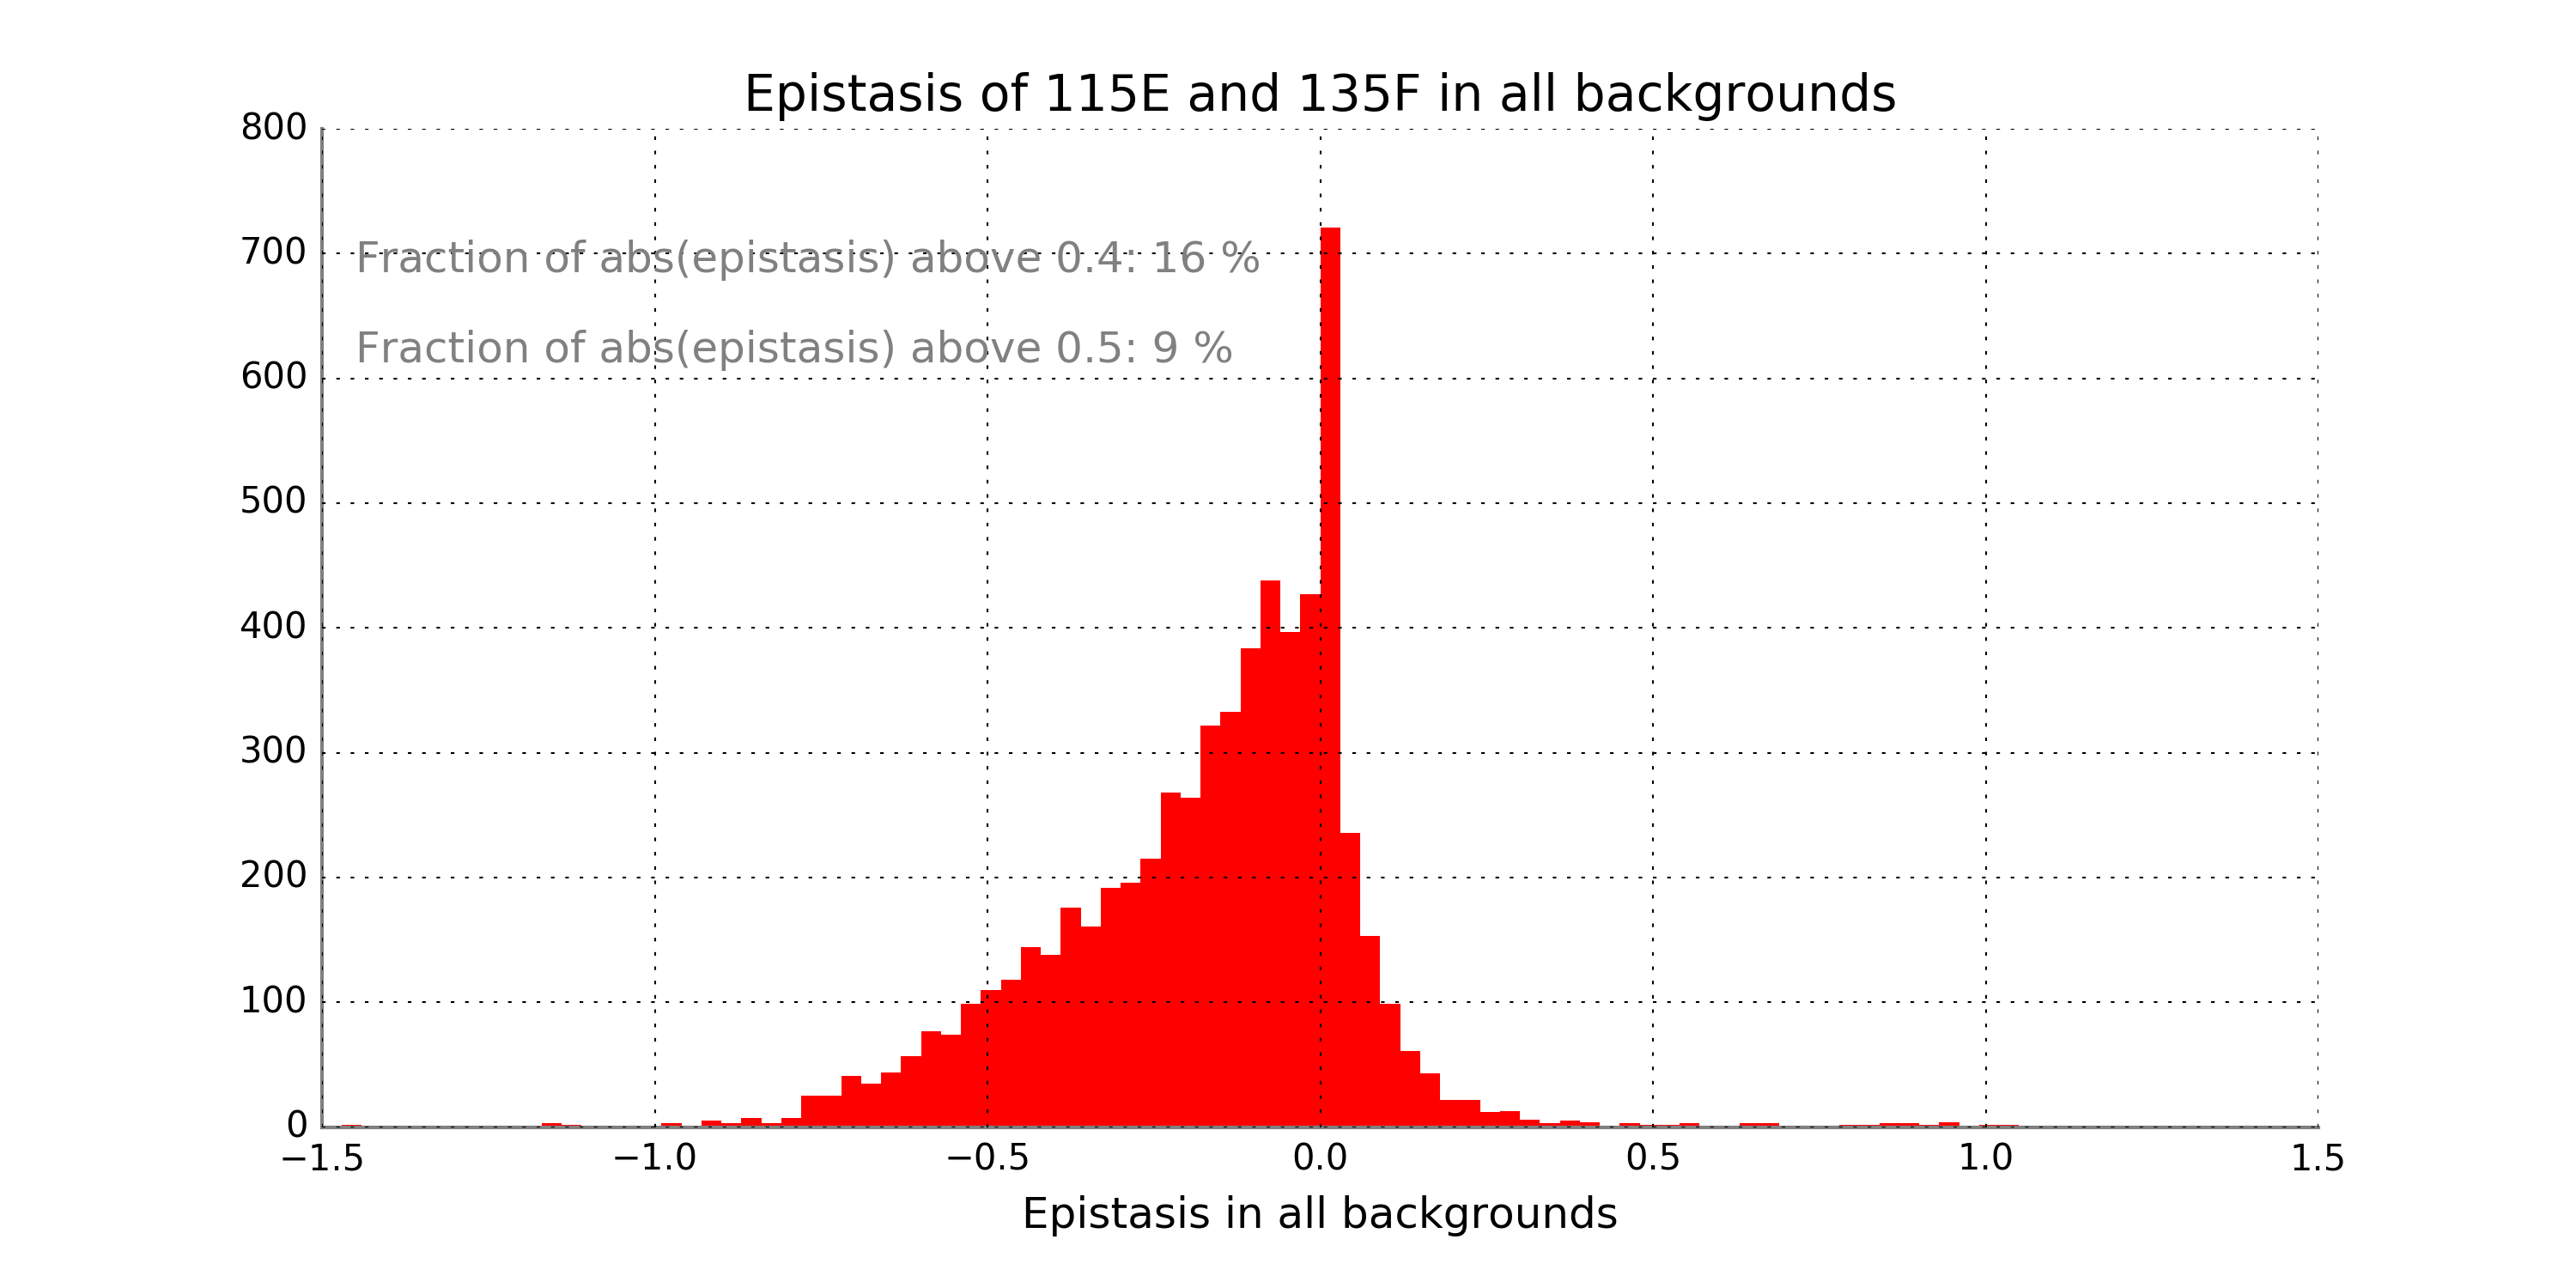 Epistasis of 115E and 135F in all backgrounds
800
700
Fraction of abs(epistasis) above 0.4: 16 %
Fraction of abs(epistasis) above 0.5: 9 %
600
500
400
300
200
100
0
−1.5 −1.0 −0.5 0.0 0.5 1.0 1.5
Epistasis in all backgrounds